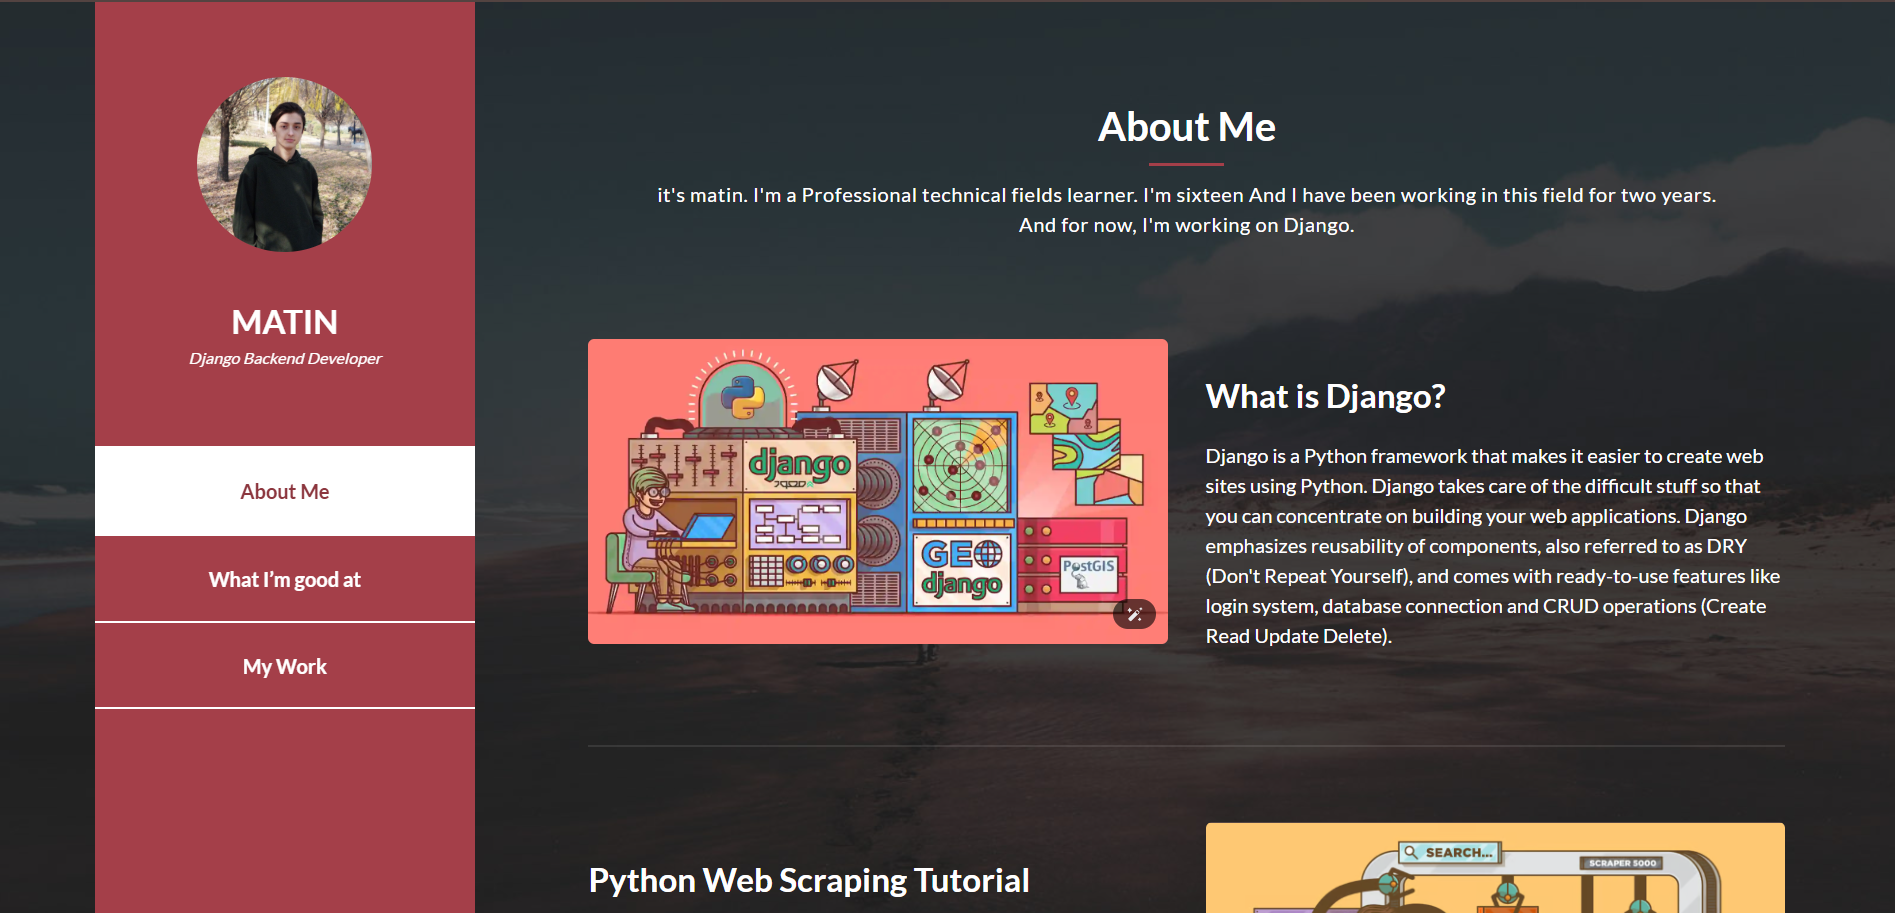 MATIN
Django Backend Developer
About Me
What I’m good at
My Work
About Me
it's matin. I'm a Professional technical fields learner. I'm sixteen And I have been working in this field for two years.
And for now, I'm working on Django.
django
GEO
django
PostGIS
What is Django?
Django is a Python framework that makes it easier to create web
sites using Python. Django takes care of the difficult stuff so that
you can concentrate on building your web applications. Django
emphasizes reusability of components, also referred to as DRY
(Don't Repeat Yourself), and comes with ready-to-use features like
login system, database connection and CRUD operations (Create
Read Update Delete).
Python Web Scraping Tutorial
SEARCH...
SCRAPER 5000